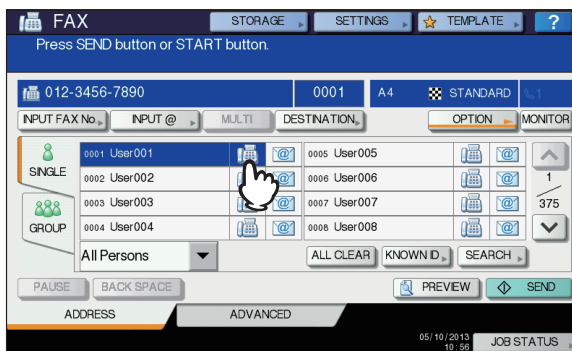 FAX STORAGE SETTINGS TEMPLATE ?
Press SEND button or START button.
012-3456-7890 0001 A4 STANDARD 1
INPUT FAX No. INPUT @ MULTI DESTINATION OPTION MONITOR
SINGLE
GROUP
0001 User001 @ 0005 User005 @
0002 User002 @ 0006 User006 @
0003 User003 @ 0007 User007 @
0004 User004 @ 0008 User008 @
1
375
All Persons ALL CLEAR KNOWN ID SEARCH
PAUSE BACK SPACE PREVIEW SEND
ADDRESS ADVANCED
05/10/2013
10:56
JOB STATUS